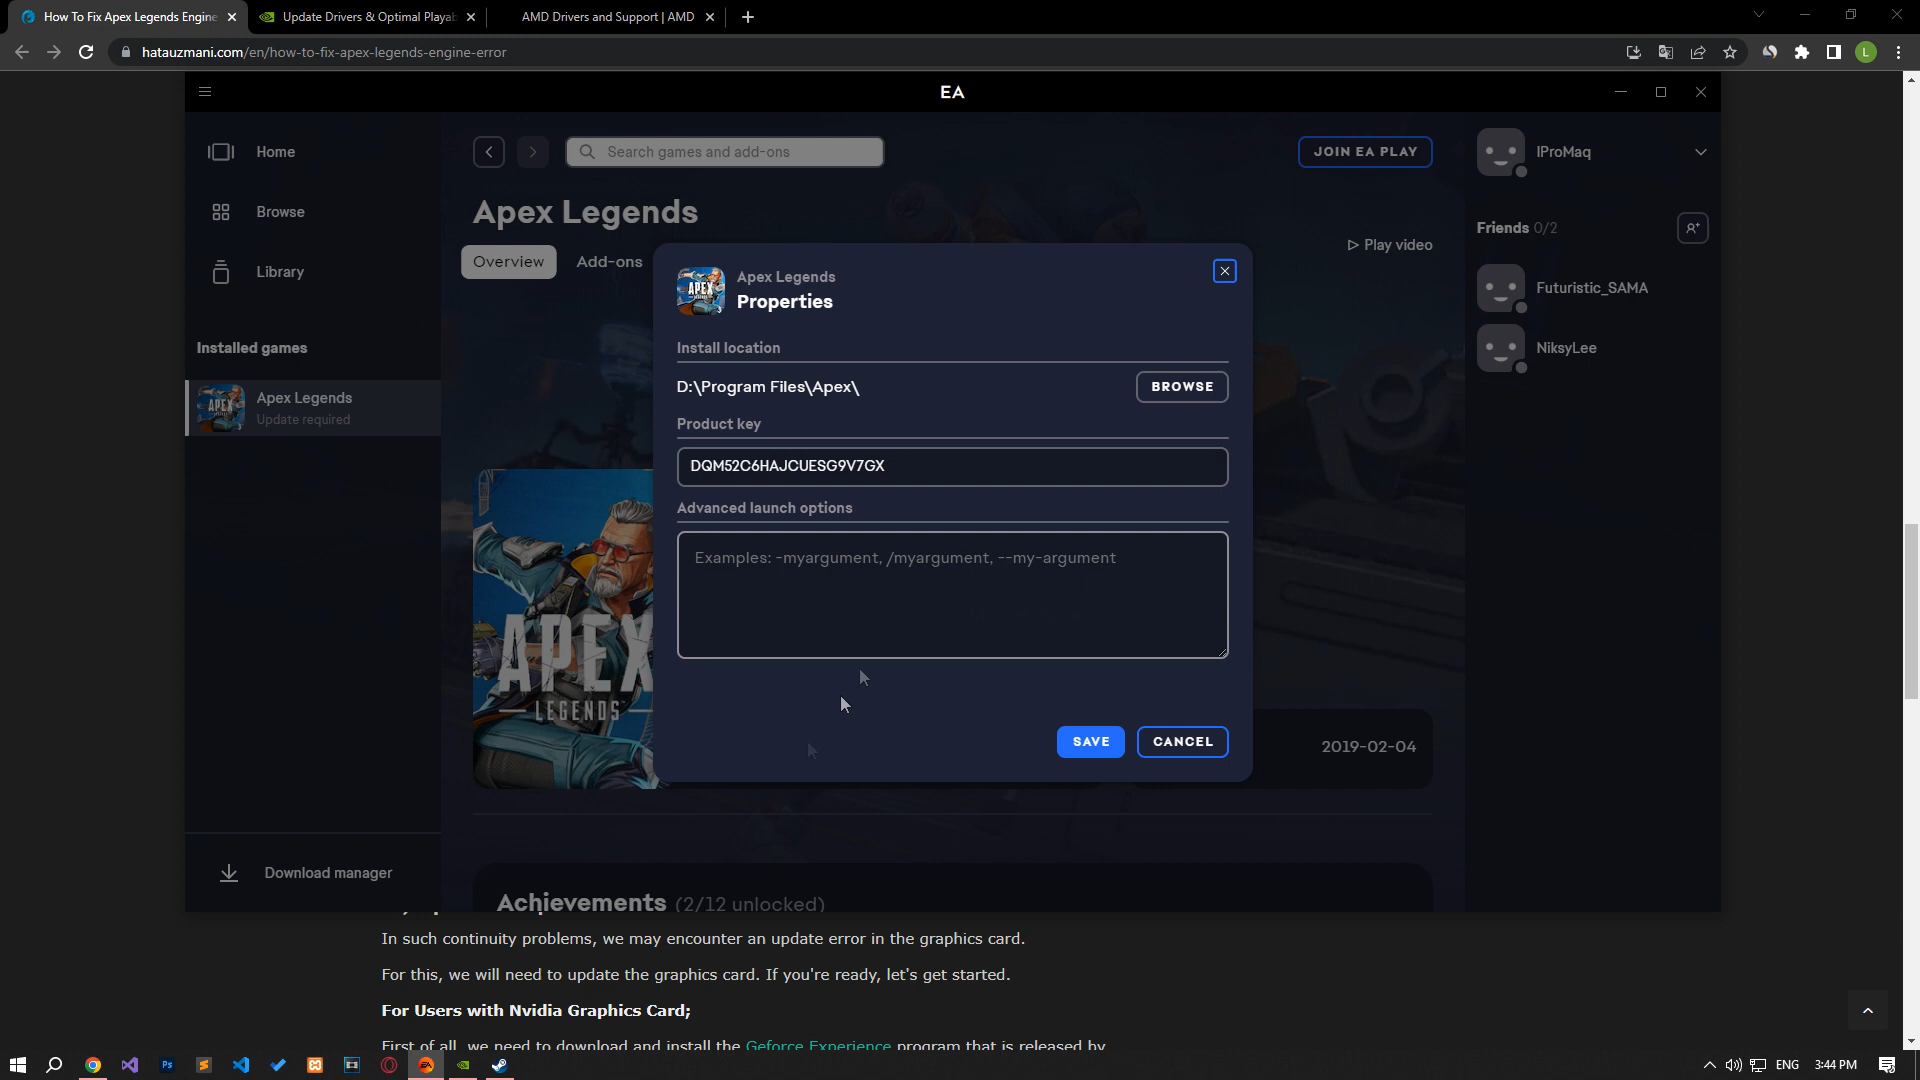 How To Fix Apex Legends Engine
Update Drivers & Optimal Playab
AMD Drivers and Support | AMD
hatauzmani.com/en/how-to-fix-apex-legends-engine-error
L
EA
Home
Search games and add-ons
JOIN EA PLAY
IProMaq
Browse
Apex Legends
Friends 0/2
Play video
Overview
Add-ons
Library
Apex Legends
Properties
Futuristic_SAMA
Installed games
Install location
NiksyLee
D:\Program Files\Apex\
BROWSE
Apex Legends
Update required
Product key
DQM52C6HAJCUESG9V7GX
Advanced launch options
Examples: -myargument, /myargument, --my-argument
APEX
LEGENDS
SAVE
CANCEL
2019-02-04
Download manager
Achievements (2/12 unlocked)
In such continuity problems, we may encounter an update error in the graphics card.
For this, we will need to update the graphics card. If you're ready, let's get started.
For Users with Nvidia Graphics Card;
First of all, we need to download and install the Geforce Experience program that is released by
Ps
EA
ENG
3:44 PM